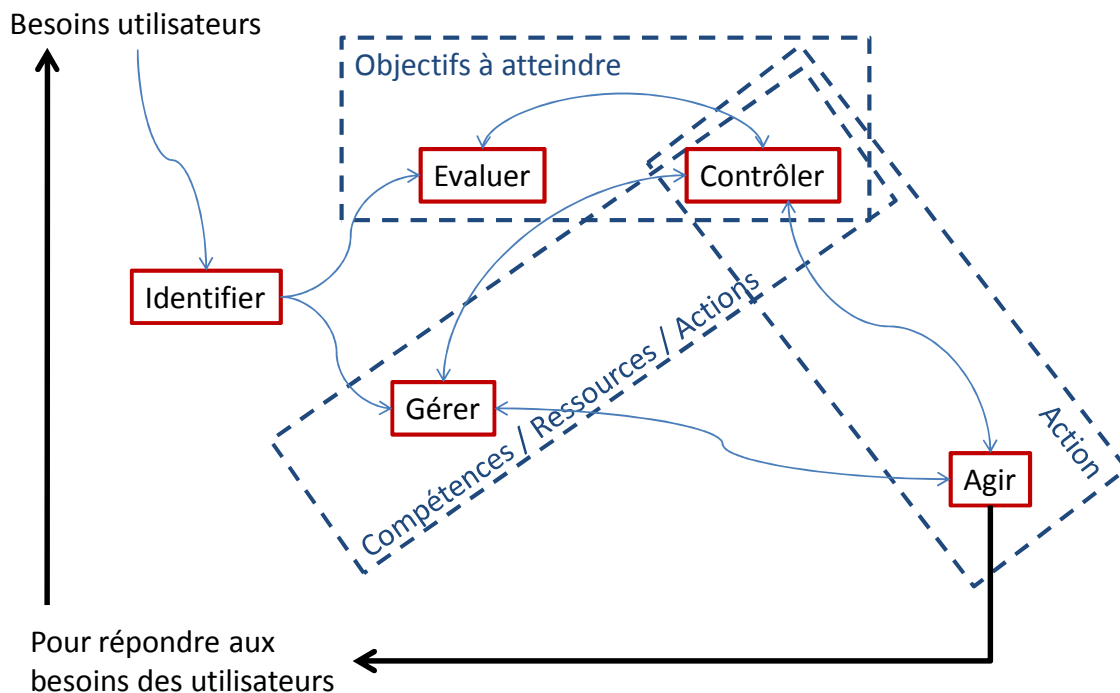 Besoins utilisateurs
Objectifs à atteindre
Evaluer
Contrôler
Identifier
Gérer
Compétences / Ressources / Actions
Action
Agir
Pour répondre aux
besoins des utilisateurs